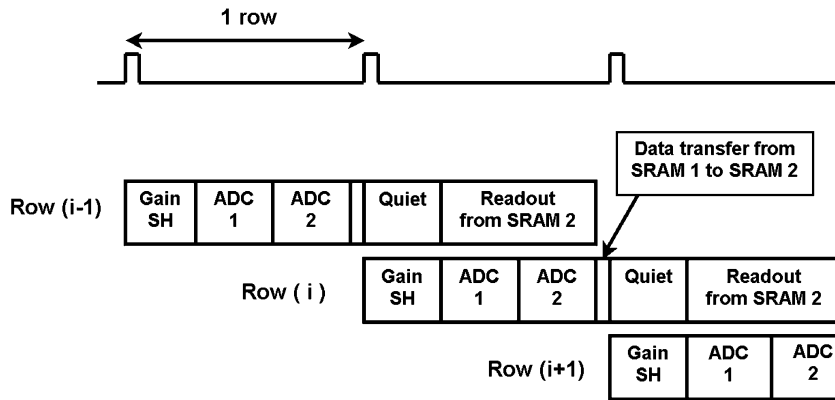 1 row
Data transfer from
SRAM 1 to SRAM 2
Row (i-1)
Gain
SH
ADC
1
ADC
2
Quiet
Readout
from SRAM 2
Row ( i )
Gain
SH
ADC
1
ADC
2
Quiet
Readout
from SRAM 2
Row (i+1)
Gain
SH
ADC
1
ADC
2